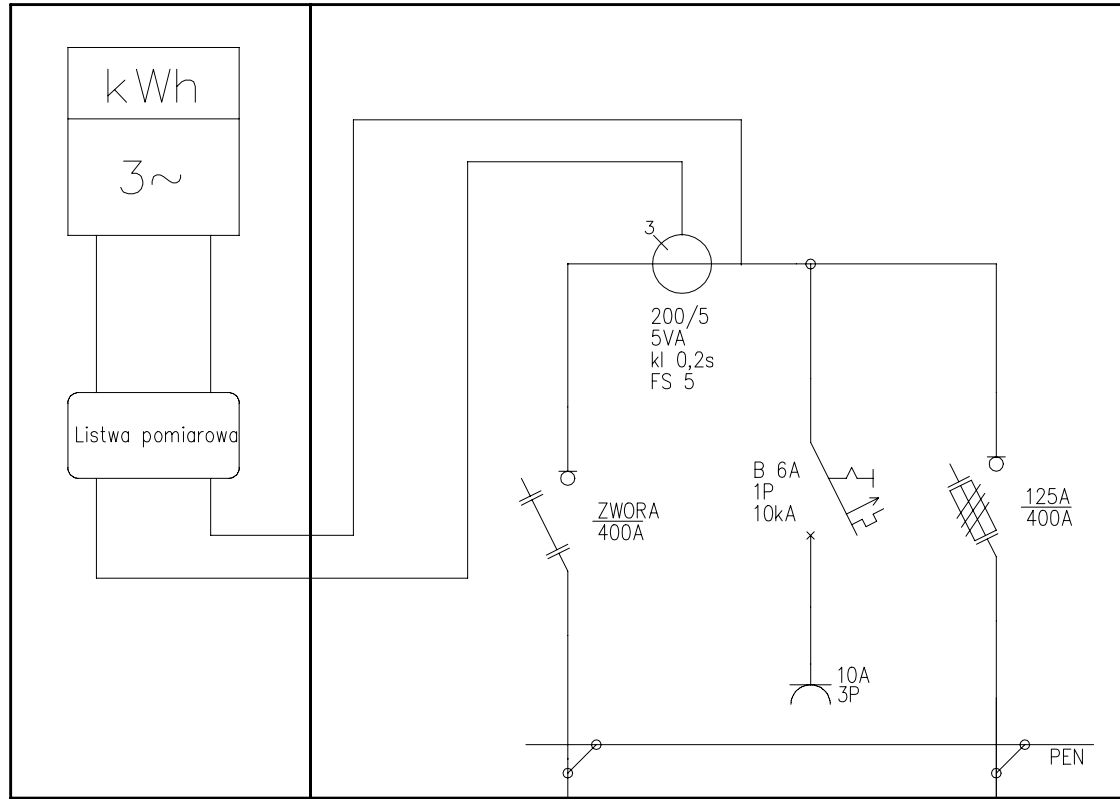 kWh
3~
Listwa pomiarowa
3
200/5
5VA
kl 0,2s
FS 5
ZWORA
400A
B 6A
1P
10kA
125A
400A
10A
3P
PEN